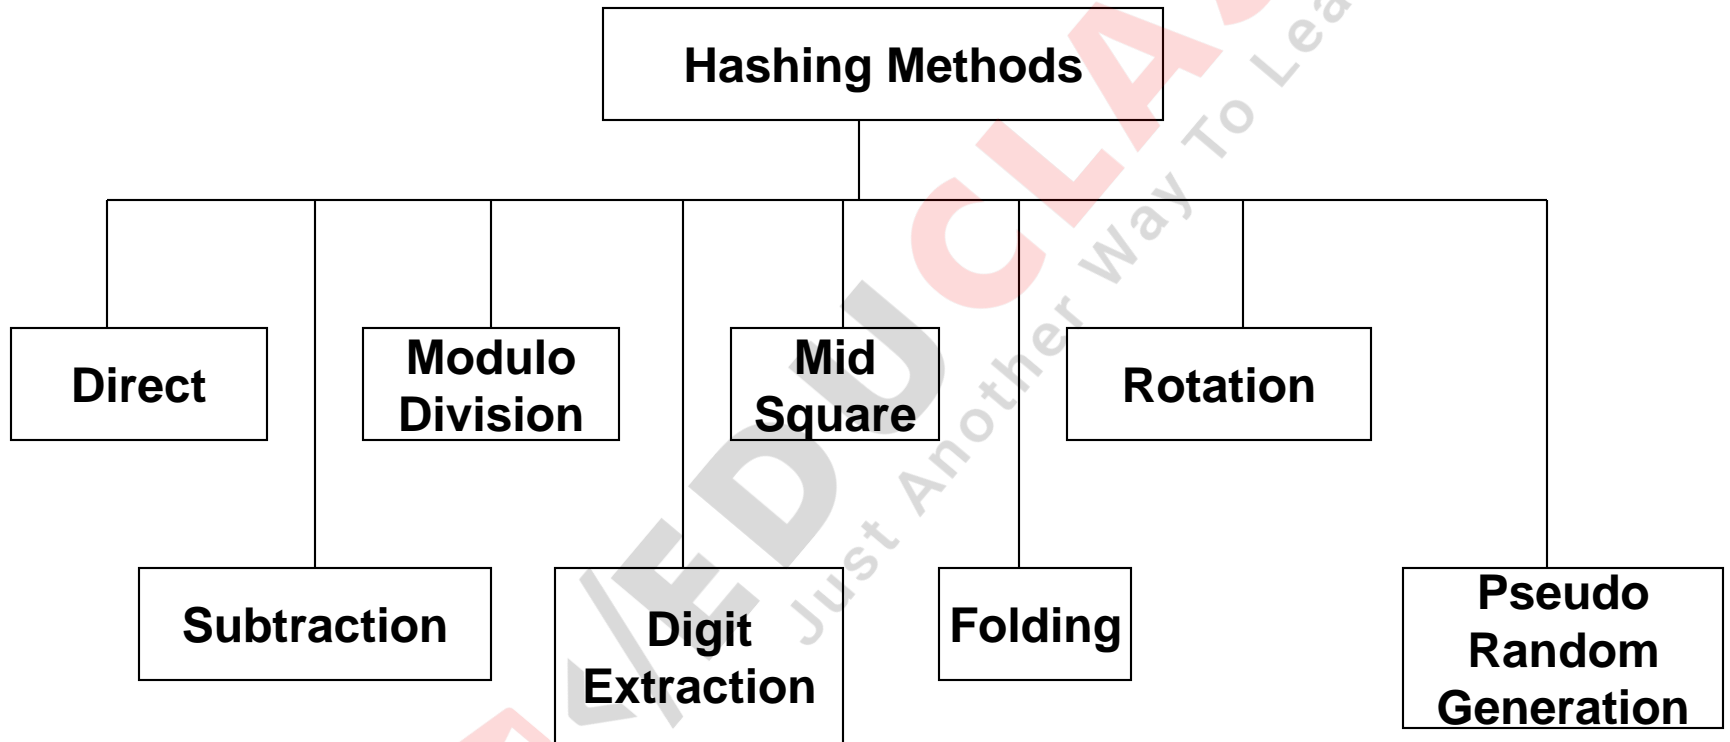 Hashing Methods
Direct
Modulo
Division
Mid
Square
Rotation
Subtraction
Digit
Extraction
Folding
Pseudo
Random
Generation
EDUCLAS
Just Another Way To Lea